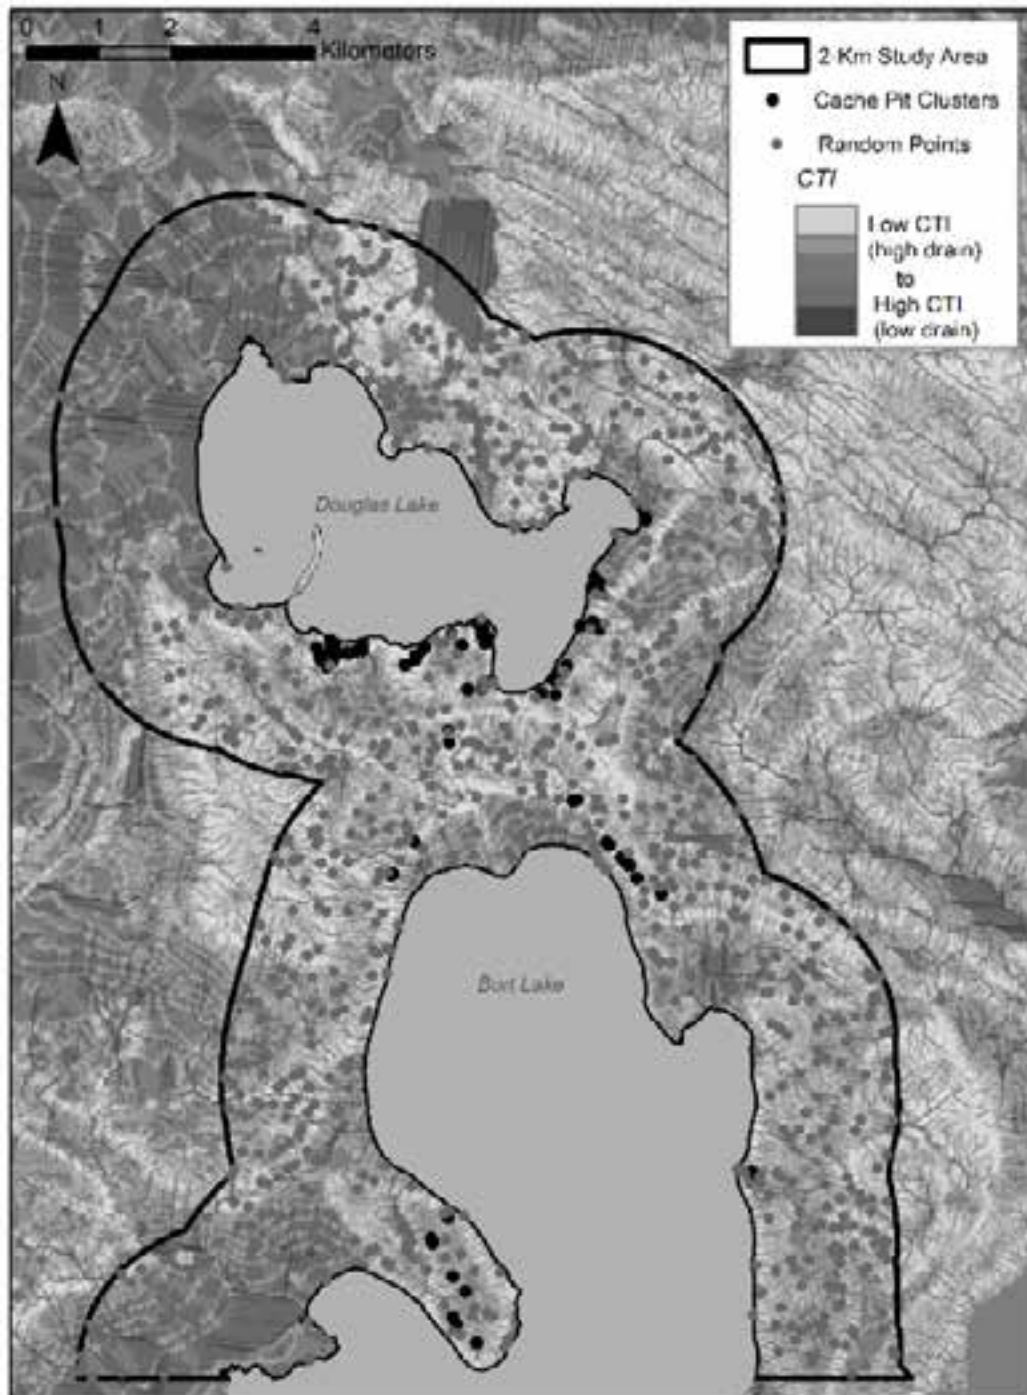 0 1 2 4
Kilometers
N
2 Km Study Area
Cache Pit Clusters
Random Points
CTI
Low CTI
(high drain)
to
High CTI
(low drain)
Douglas Lake
Burt Lake